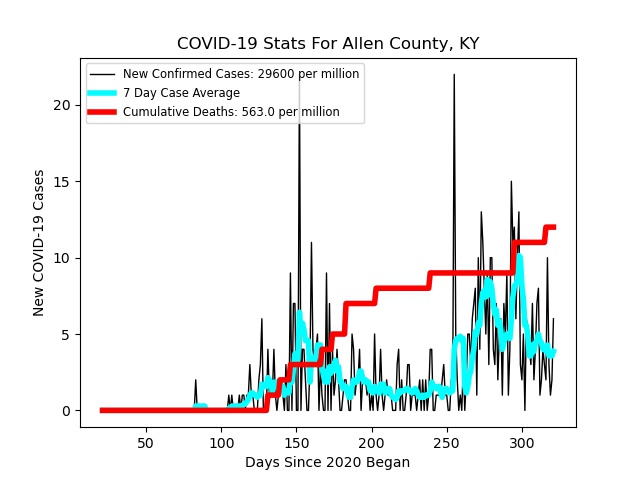 COVID-19 Stats For Allen County, KY
New Confirmed Cases: 29600 per million
7 Day Case Average
Cumulative Deaths: 563.0 per million
New COVID-19 Cases
20
15
10
5
0
50 100 150 200 250 300
Days Since 2020 Began